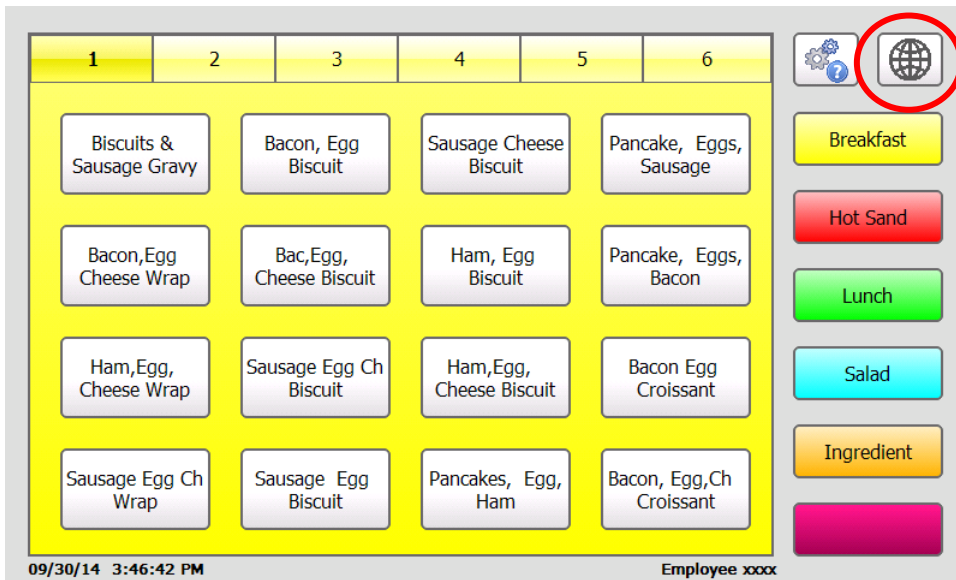 1 2 3 4 5 6
Biscuits &
Sausage Gravy
Bacon, Egg
Biscuit
Sausage Cheese
Biscuit
Pancake, Eggs,
Sausage
Bacon,Egg
Cheese Wrap
Bac,Egg,
Cheese Biscuit
Ham, Egg
Biscuit
Pancake, Eggs,
Bacon
Ham,Egg,
Cheese Wrap
Sausage Egg Ch
Biscuit
Ham,Egg,
Cheese Biscuit
Bacon Egg
Croissant
Sausage Egg Ch
Wrap
Sausage Egg
Biscuit
Pancakes, Egg,
Ham
Bacon, Egg,Ch
Croissant
?
Breakfast
Hot Sand
Lunch
Salad
Ingredient
09/30/14 3:46:42 PM
Employee xxxx